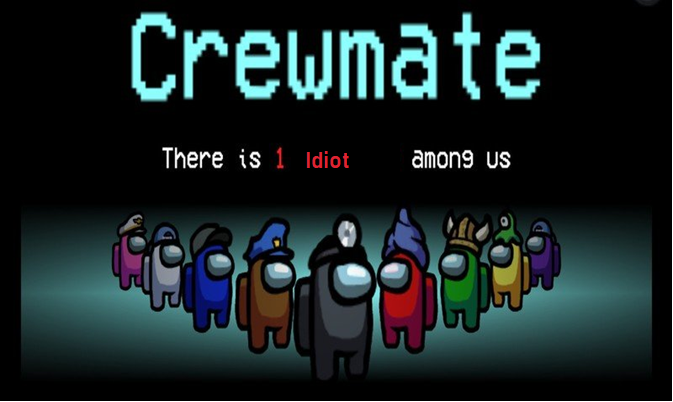 Crewmate
There is 1 Idiot among us